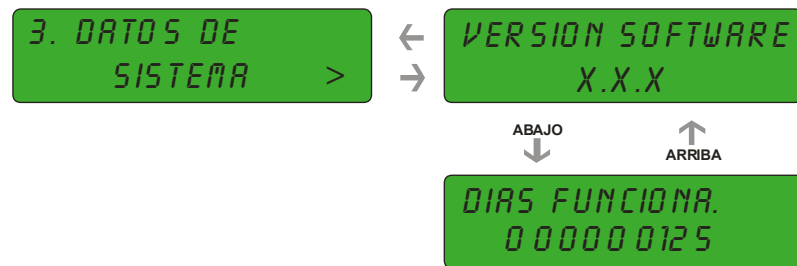 3. DATOS DE
SISTEMA >
VERSION SOFTWARE
X.X.X
ABAJO
ARRIBA
DIAS FUNCIONA.
000000125